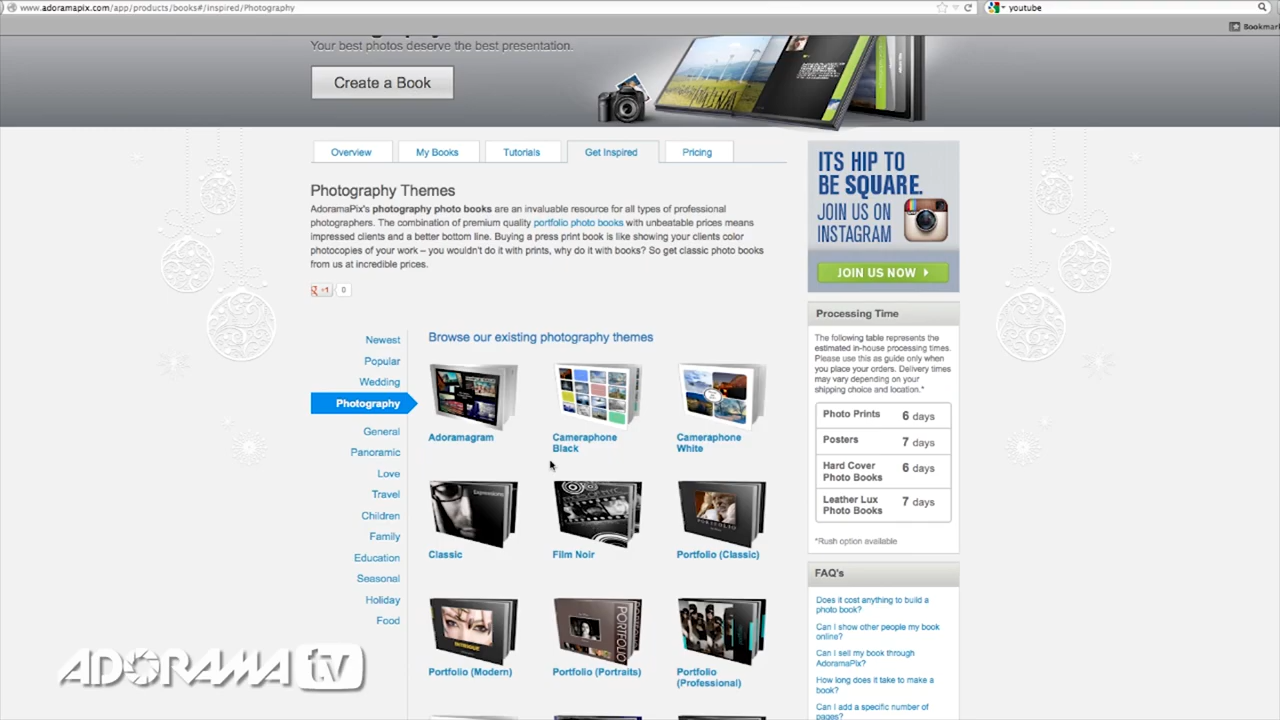 www.adoramapix.com/app/products/books#/inspired/Photography
youtube
Bookmar
Your best photos deserve the best presentation.
Create a Book
Overview
My Books
Tutorials
Get Inspired
Pricing
Photography Themes
AdoramaPix's photography photo books are an invaluable resource for all types of professional
photographers. The combination of premium quality portfolio photo books with unbeatable prices means
impressed clients and a better bottom line. Buying a press print book is like showing your clients color
photocopies of your work – you wouldn't do it with prints, why do it with books? So get classic photo books
from us at incredible prices.
+1
0
Newest
Popular
Wedding
Photography
General
Panoramic
Love
Travel
Children
Family
Education
Seasonal
Holiday
Food
Browse our existing photography themes
Adoramagram
Cameraphone
Black
Cameraphone
White
Expressions
Classic
Film Noir
PORTFOLIO
Portfolio (Classic)
Portfolio (Modern)
PORTFOLIO
Portfolio (Portraits)
Portfolio
(Professional)
ITS HIP TO
BE SQUARE.
JOIN US ON
INSTAGRAM
JOIN US NOW
Processing Time
The following table represents the
estimated in-house processing times.
Please use this as guide only when
you place your orders. Delivery times
may vary depending on your
shipping choice and location.*
Photo Prints 6 days
Posters 7 days
Hard Cover
Photo Books 6 days
Leather Lux
Photo Books 7 days
*Rush option available
FAQ's
Does it cost anything to build a
photo book?
Can I show other people my book
online?
Can I sell my book through
AdoramaPix?
How long does it take to make a
book?
Can I add a specific number of
pages?
ADORAMA tv